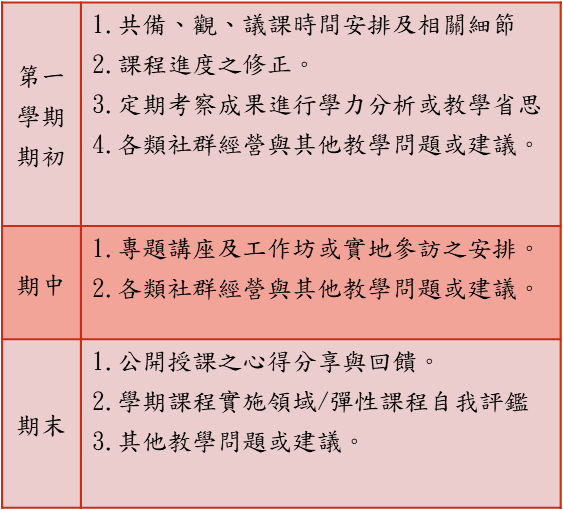 第一
學期
期初
1.共備、觀、議課時間安排及相關細節
2.課程進度之修正。
3.定期考察成果進行學力分析或教學省思
4.各類社群經營與其他教學問題或建議。
期中
1.專題講座及工作坊或實地參訪之安排。
2.各類社群經營與其他教學問題或建議。
期末
1.公開授課之心得分享與回饋。
2.學期課程實施領域/彈性課程自我評鑑
3.其他教學問題或建議。